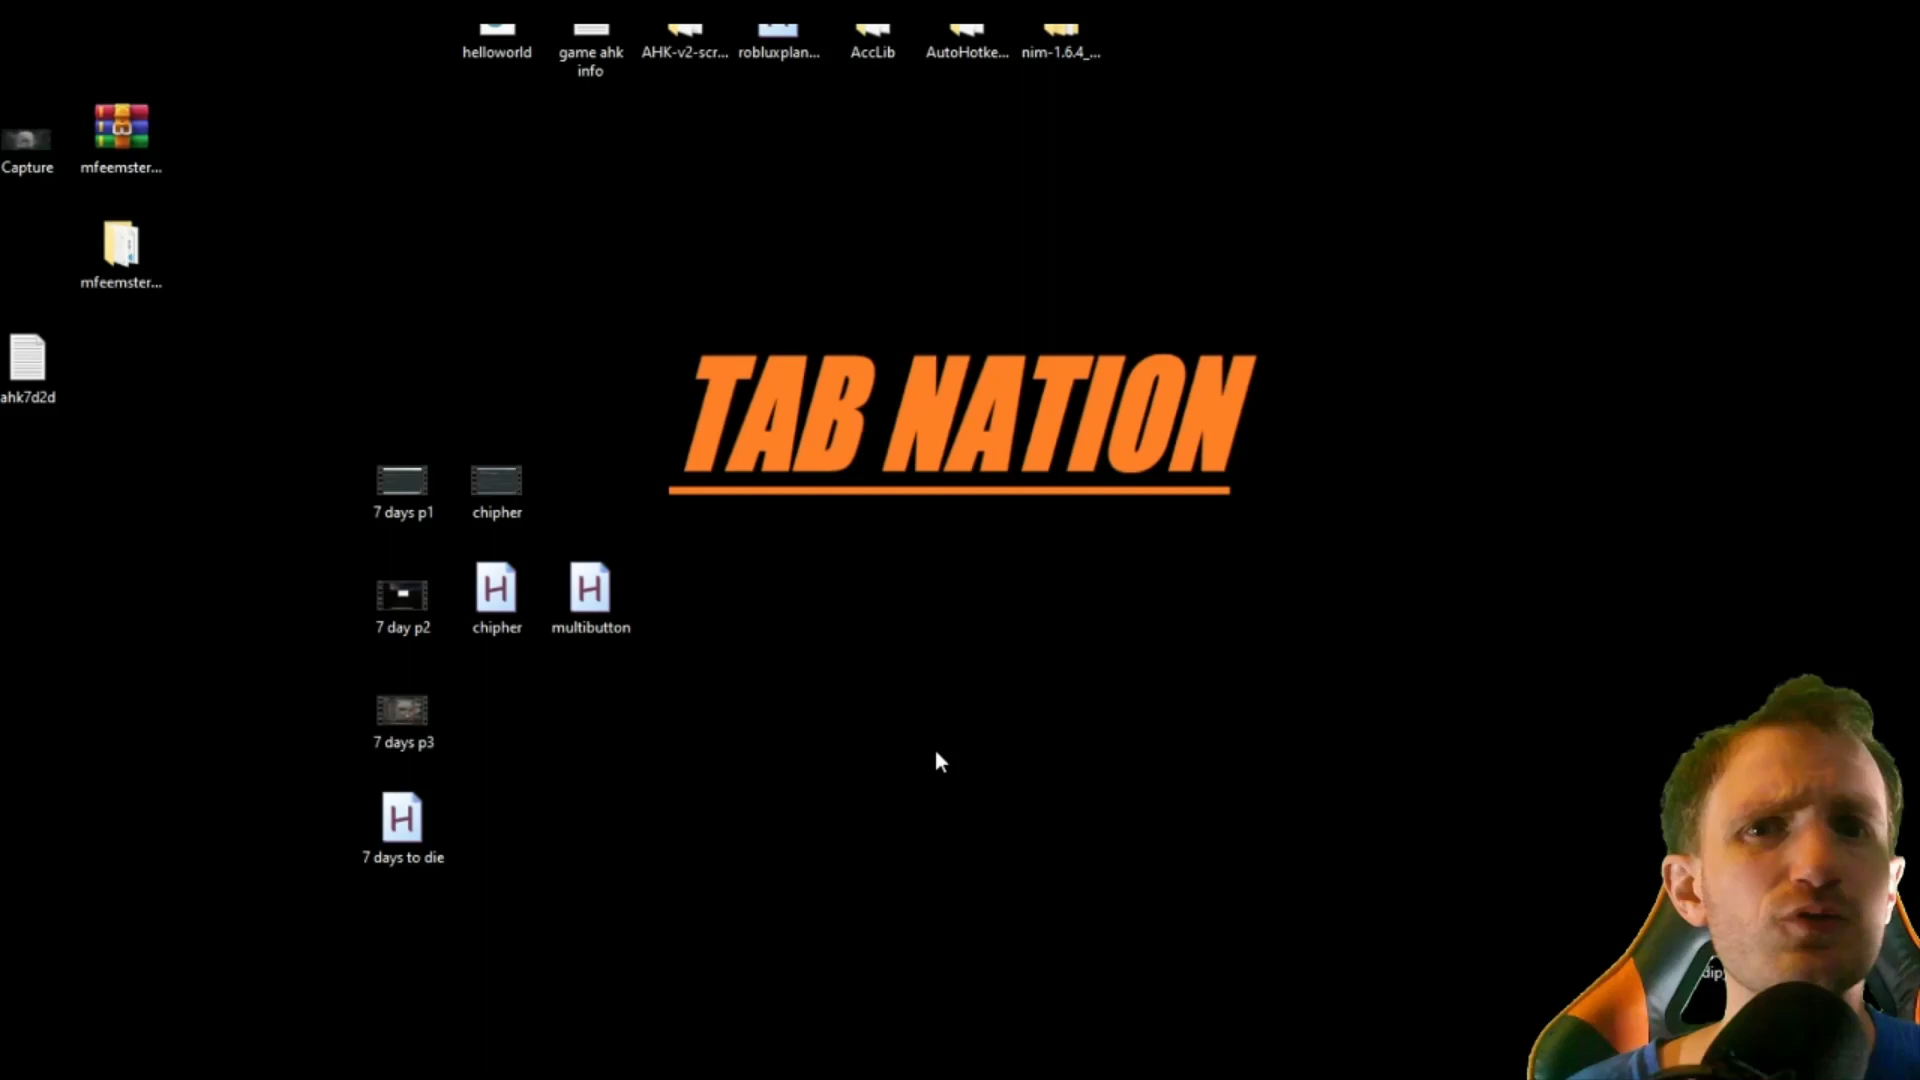 helloworld
game ahk
info
AHK-v2-scr...
robluxplan...
AccLib
AutoHotke...
nim-1.6.4_...
Capture
mfeemster...
mfeemster...
ahk7d2d
TAB NATION
7 days p1
chipher
7 day p2
chipher
multibutton
7 days p3
7 days to die